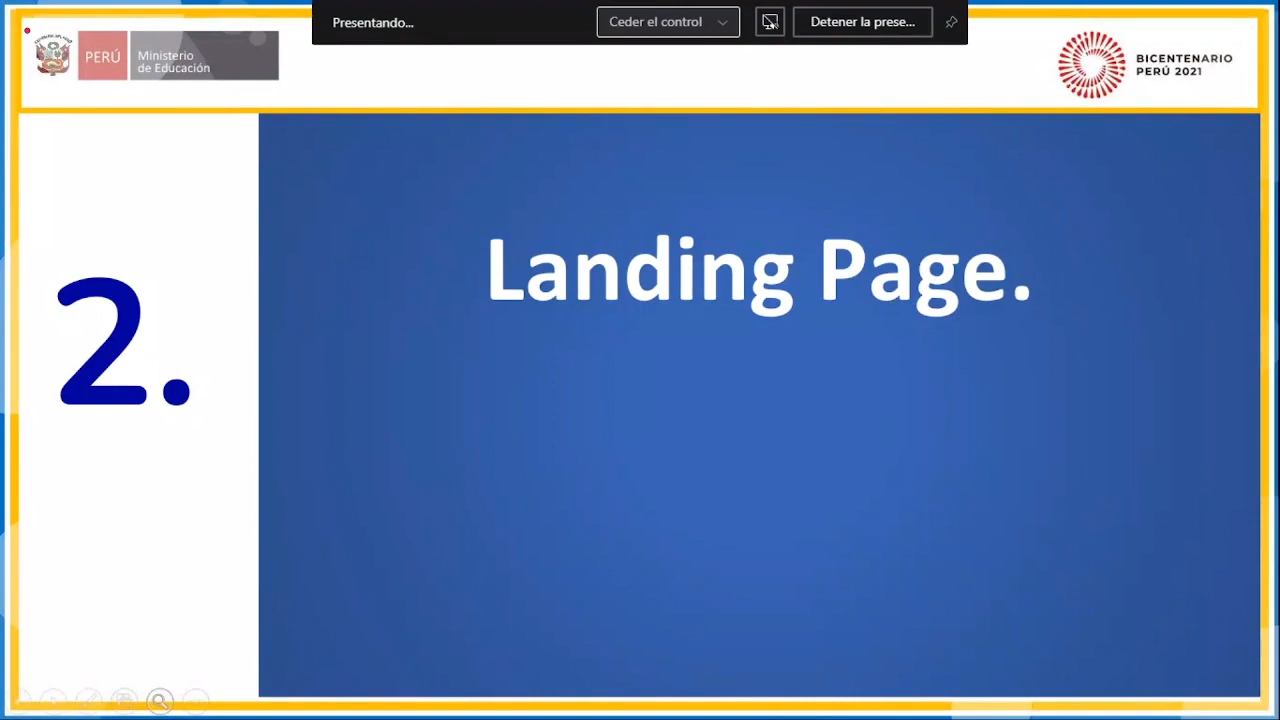 Presentando...
Ceder el control
Detener la prese...
PERÚ
Ministerio
de Educación
BICENTENARIO
PERÚ 2021
2.
Landing Page.